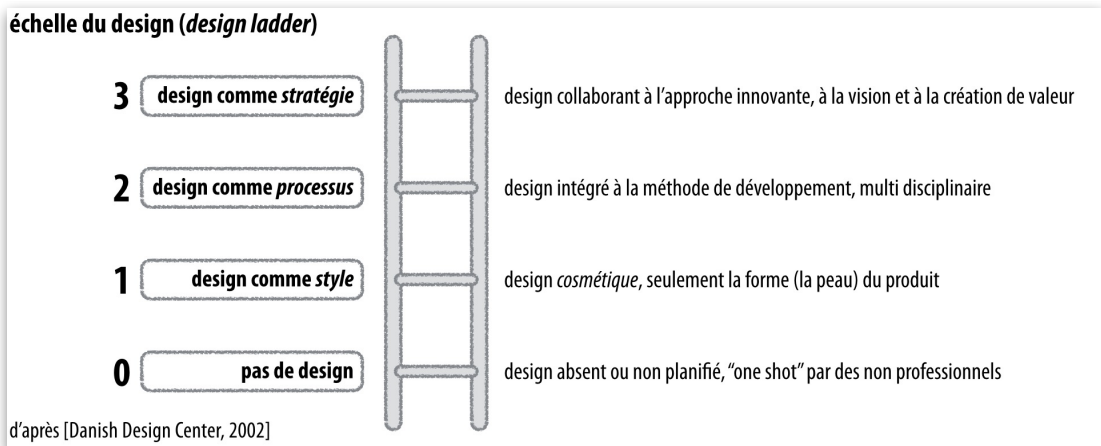 échelle du design (design ladder)
3 design comme stratégie design collaborant à l’approche innovante, à la vision et à la création de valeur
2 design comme processus design intégré à la méthode de développement, multi disciplinaire
1 design comme style design cosmétique, seulement la forme (la peau) du produit
0 pas de design design absent ou non planifié, “one shot” par des non professionnels
d’après [Danish Design Center, 2002]